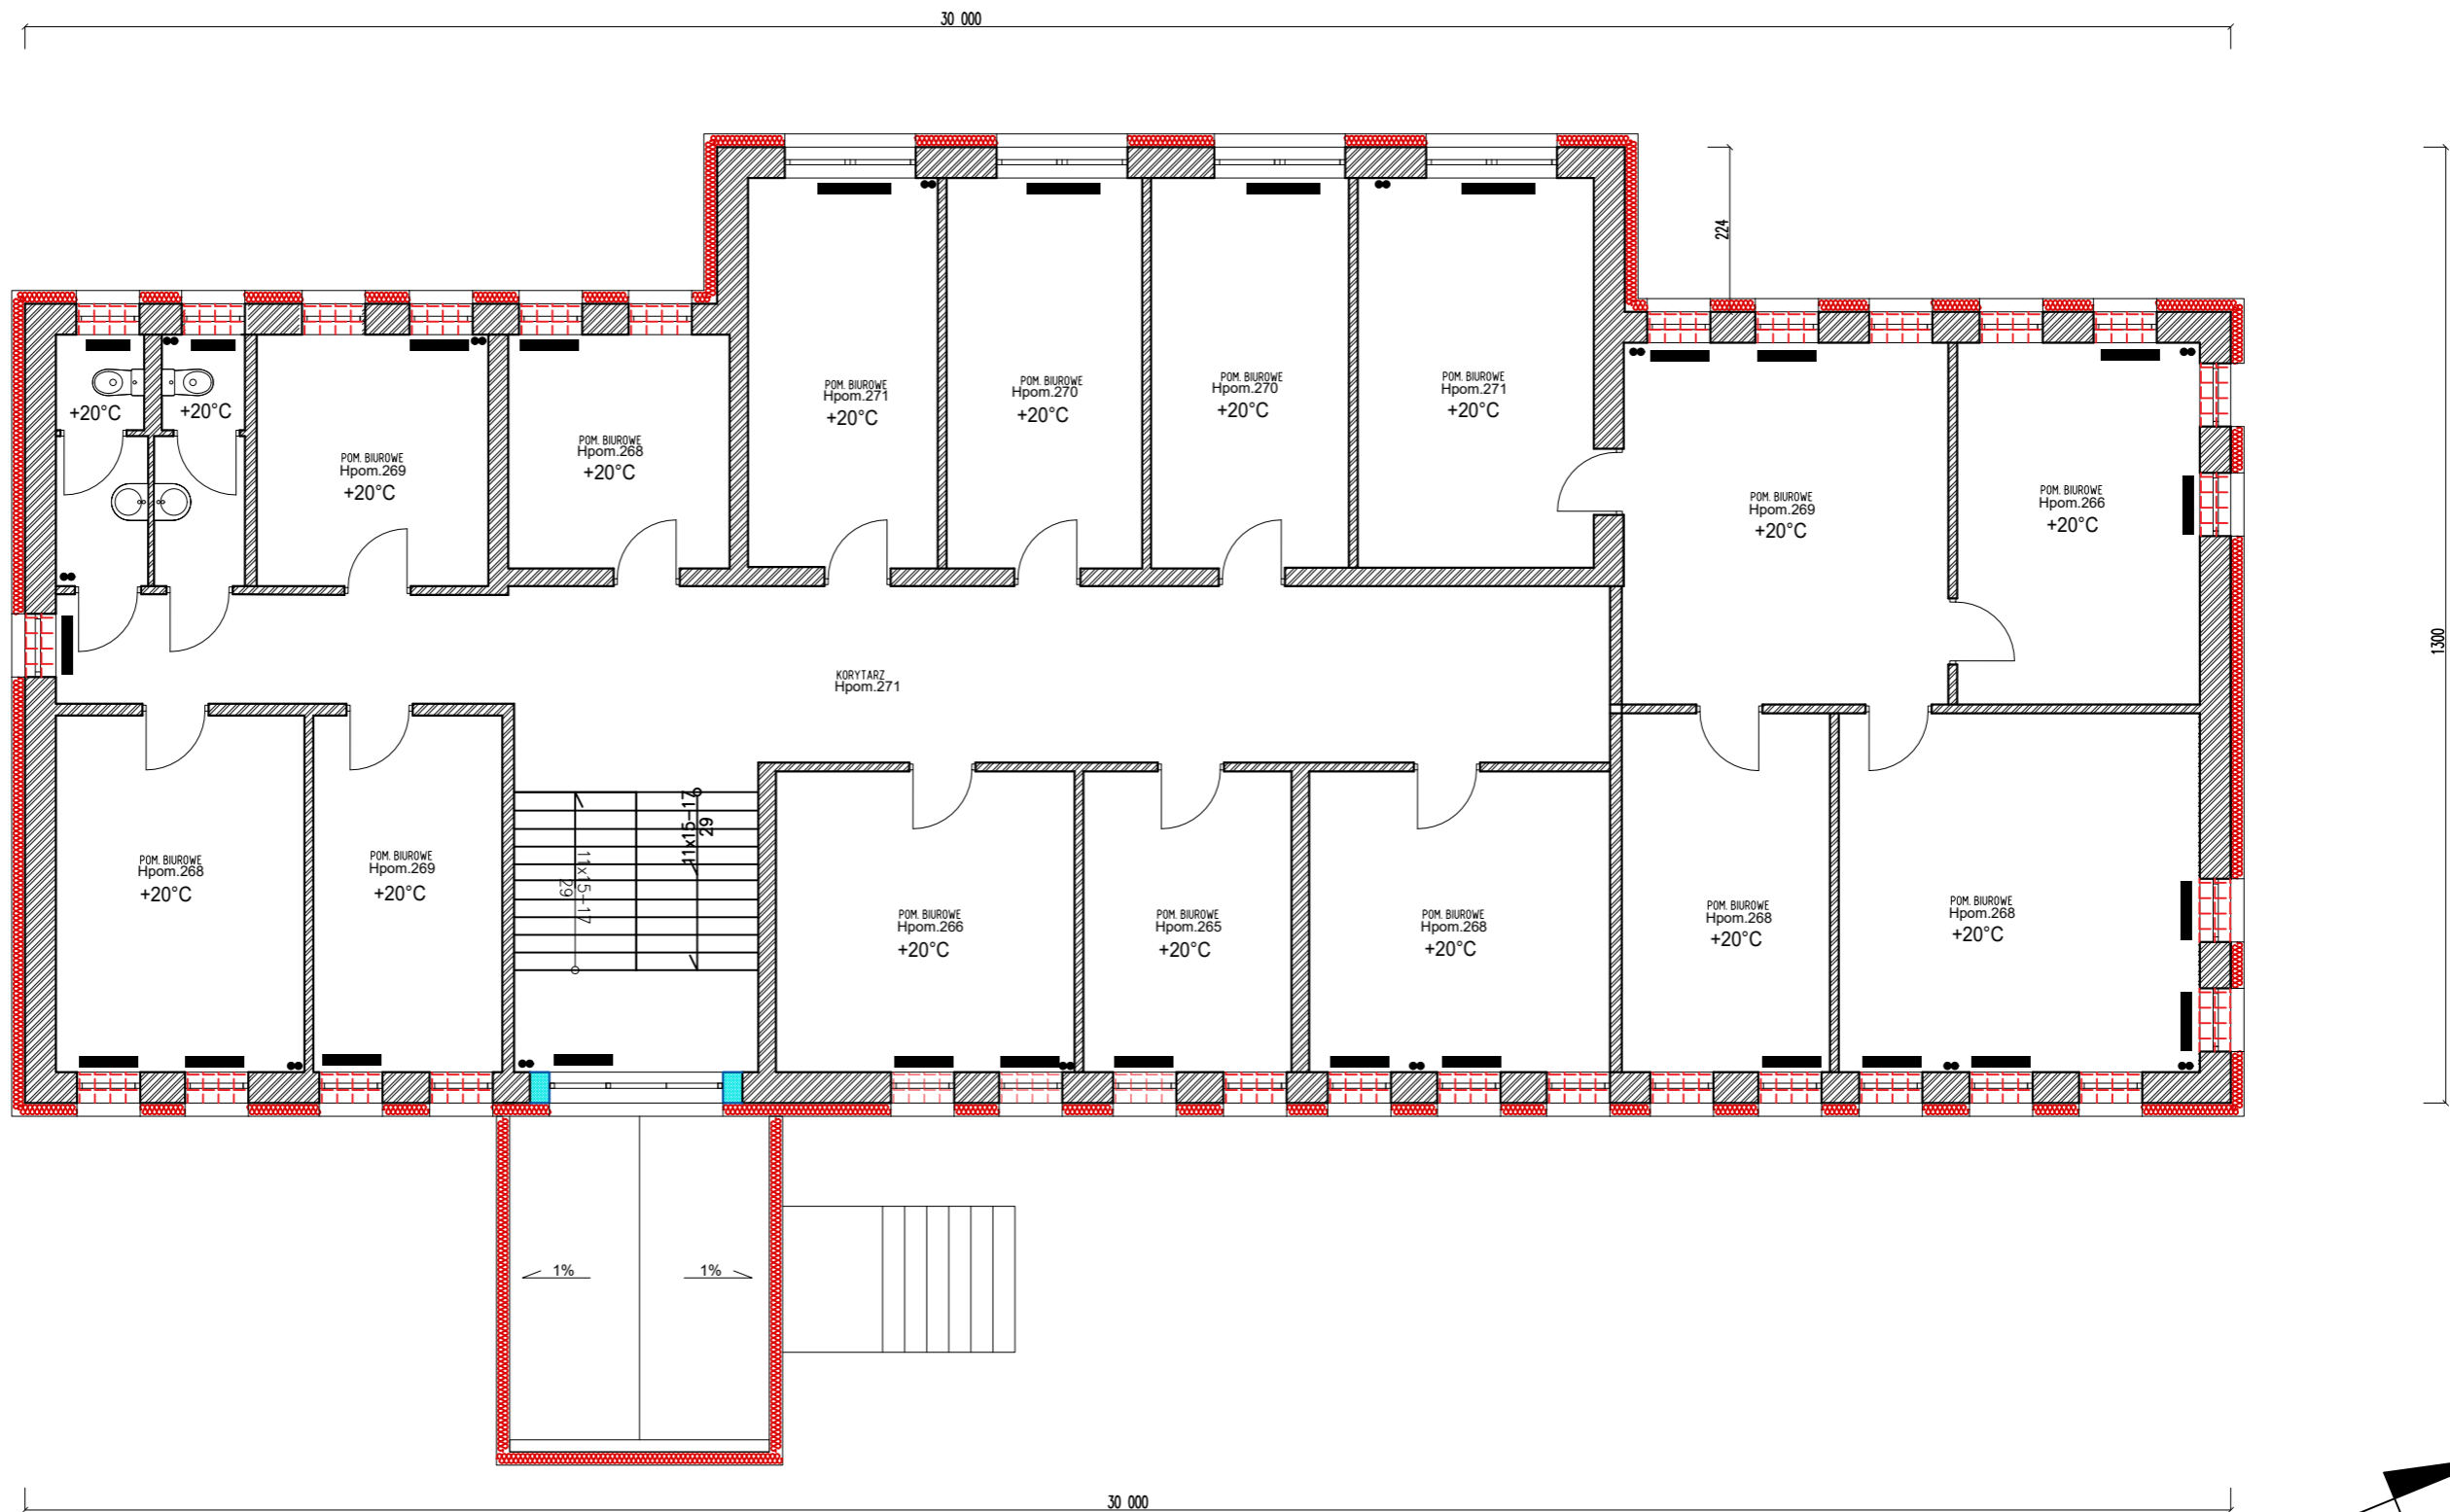 30 000
224
1300
POM. BIUROWE
Hpom.271
+20°C
POM. BIUROWE
Hpom.270
+20°C
POM. BIUROWE
Hpom.270
+20°C
POM. BIUROWE
Hpom.271
+20°C
+20°C
+20°C
POM. BIUROWE
Hpom.269
+20°C
POM. BIUROWE
Hpom.268
+20°C
POM. BIUROWE
Hpom.269
+20°C
POM. BIUROWE
Hpom.266
+20°C
KORYTARZ
Hpom.271
POM. BIUROWE
Hpom.268
+20°C
POM. BIUROWE
Hpom.269
+20°C
11x15-17
29
11x15-17
29
POM. BIUROWE
Hpom.266
+20°C
POM. BIUROWE
Hpom.265
+20°C
POM. BIUROWE
Hpom.268
+20°C
POM. BIUROWE
Hpom.268
+20°C
POM. BIUROWE
Hpom.268
+20°C
1%
1%
30 000